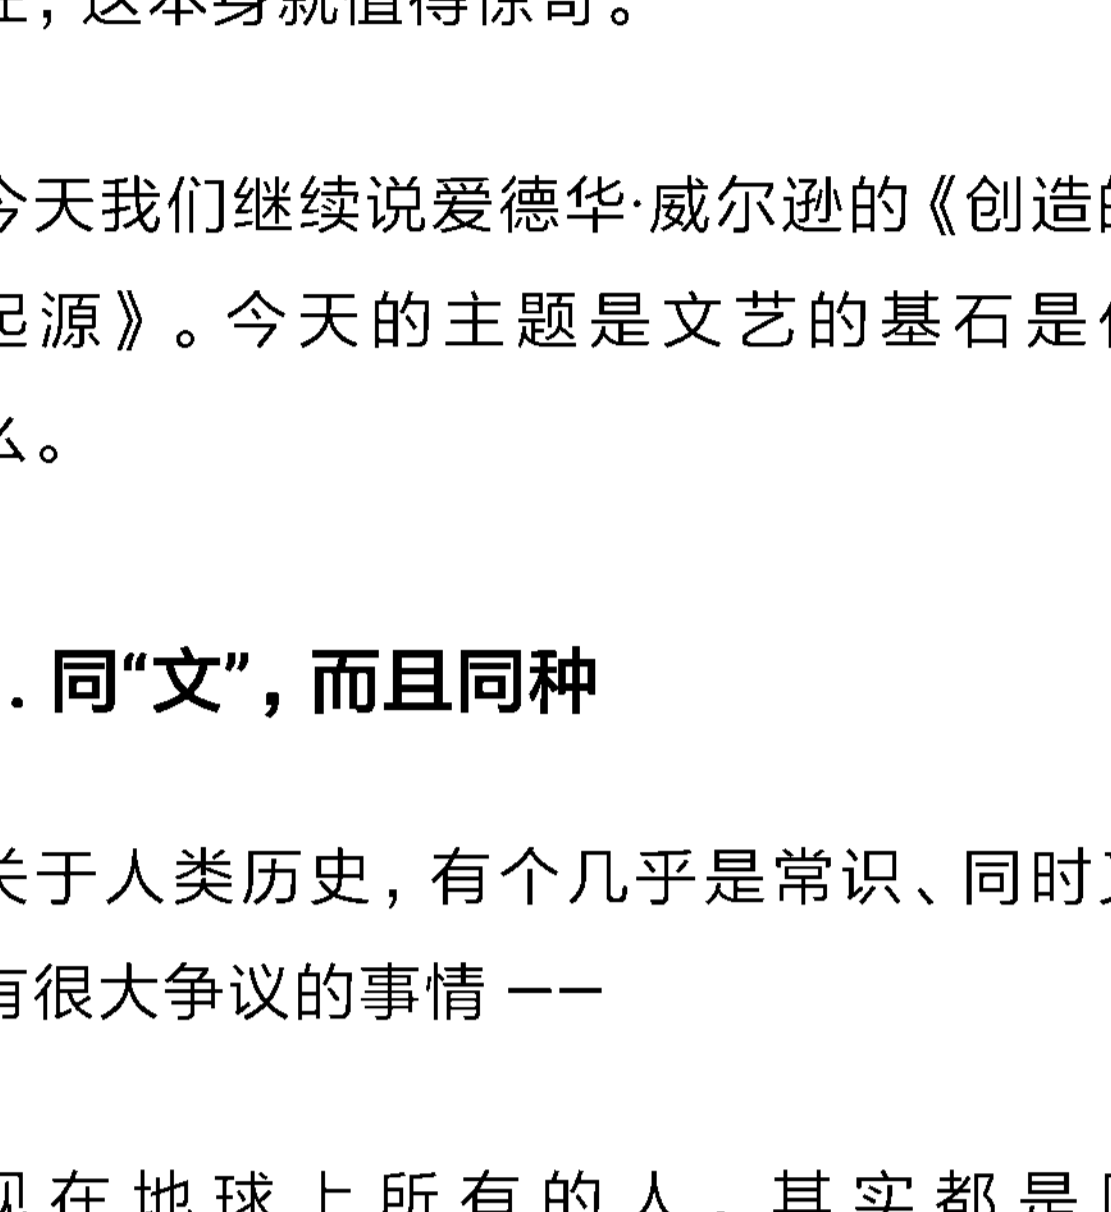 在，这本身就值得惊奇。
今天我们继续说爱德华·威尔逊的《创造的
起源》。今天的主题是文艺的基石是什
么。
. 同“文”，而且同种
关于人类历史，有个几乎是常识、同时又
有很大争议的事情 ——
现在地球上所有的人，其实都是